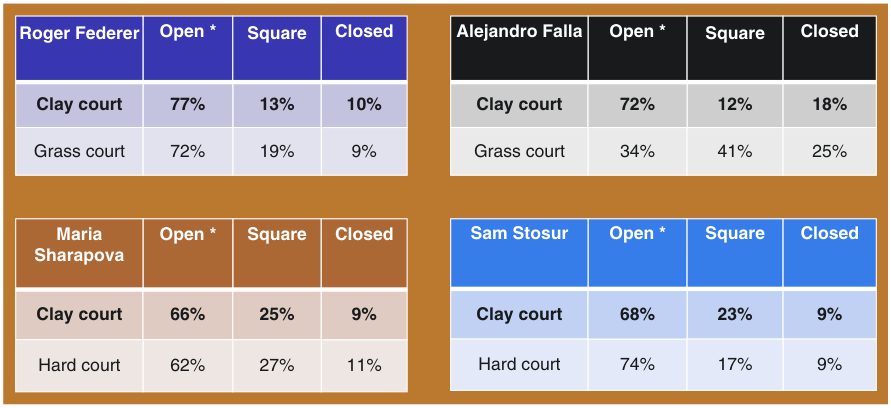 Roger Federer Open * Square Closed
Clay court 77% 13% 10%
Grass court 72% 19% 9%
Alejandro Falla Open * Square Closed
Clay court 72% 12% 18%
Grass court 34% 41% 25%
Maria Open * Square Closed
Sharapova
Clay court 66% 25% 9%
Hard court 62% 27% 11%
Sam Stosur Open * Square Closed
Clay court 68% 23% 9%
Hard court 74% 17% 9%